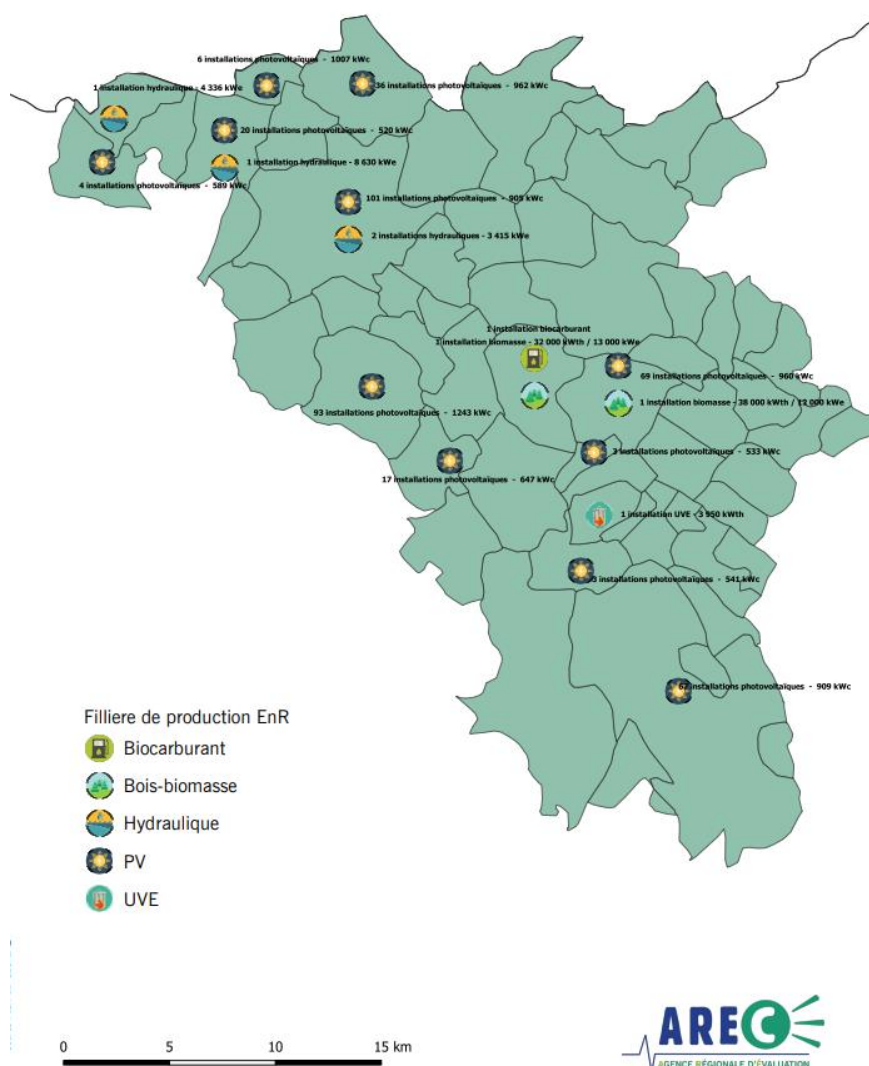 6 installations photovoltaïques - 1007 kWc
36 installations photovoltaïques - 962 kWc
1 installation hydraulique - 4 336 kWe
20 installations photovoltaïques - 520 kWc
1 installation hydraulique - 8 630 kWe
4 installations photovoltaïques - 589 kWc
101 installations photovoltaïques - 905 kWc
2 installations hydrauliques - 3 415 kWe
1 installation biocarburant
1 installation biomasse - 32 000 kWth / 13 000 kWe
69 installations photovoltaïques - 960 kWc
1 installation biomasse - 38 000 kWth / 12 000 kWe
93 installations photovoltaïques - 1243 kWc
3 installations photovoltaïques - 533 kWc
17 installations photovoltaïques - 647 kWc
1 installation UVE - 3 950 kWth
installations photovoltaïques - 541 kWc
installations photovoltaïques - 909 kWc
Filliere de production EnR
Biocarburant
Bois-biomasse
Hydraulique
PV
UVE
0 5 10 15 km
AREC
AGENCE RÉGIONALE D'ÉVALUATION